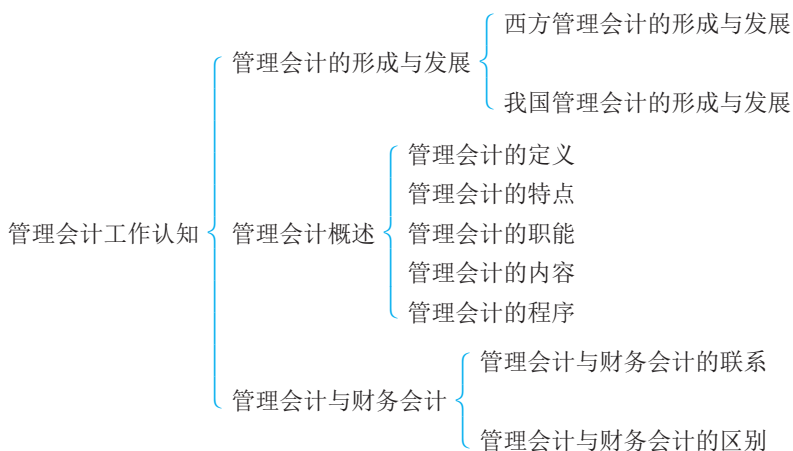 西方管理会计的形成与发展
管理会计的形成与发展
我国管理会计的形成与发展
管理会计的定义
管理会计的特点
管理会计工作认知
管理会计概述
管理会计的职能
管理会计的内容
管理会计的程序
管理会计与财务会计的联系
管理会计与财务会计
管理会计与财务会计的区别